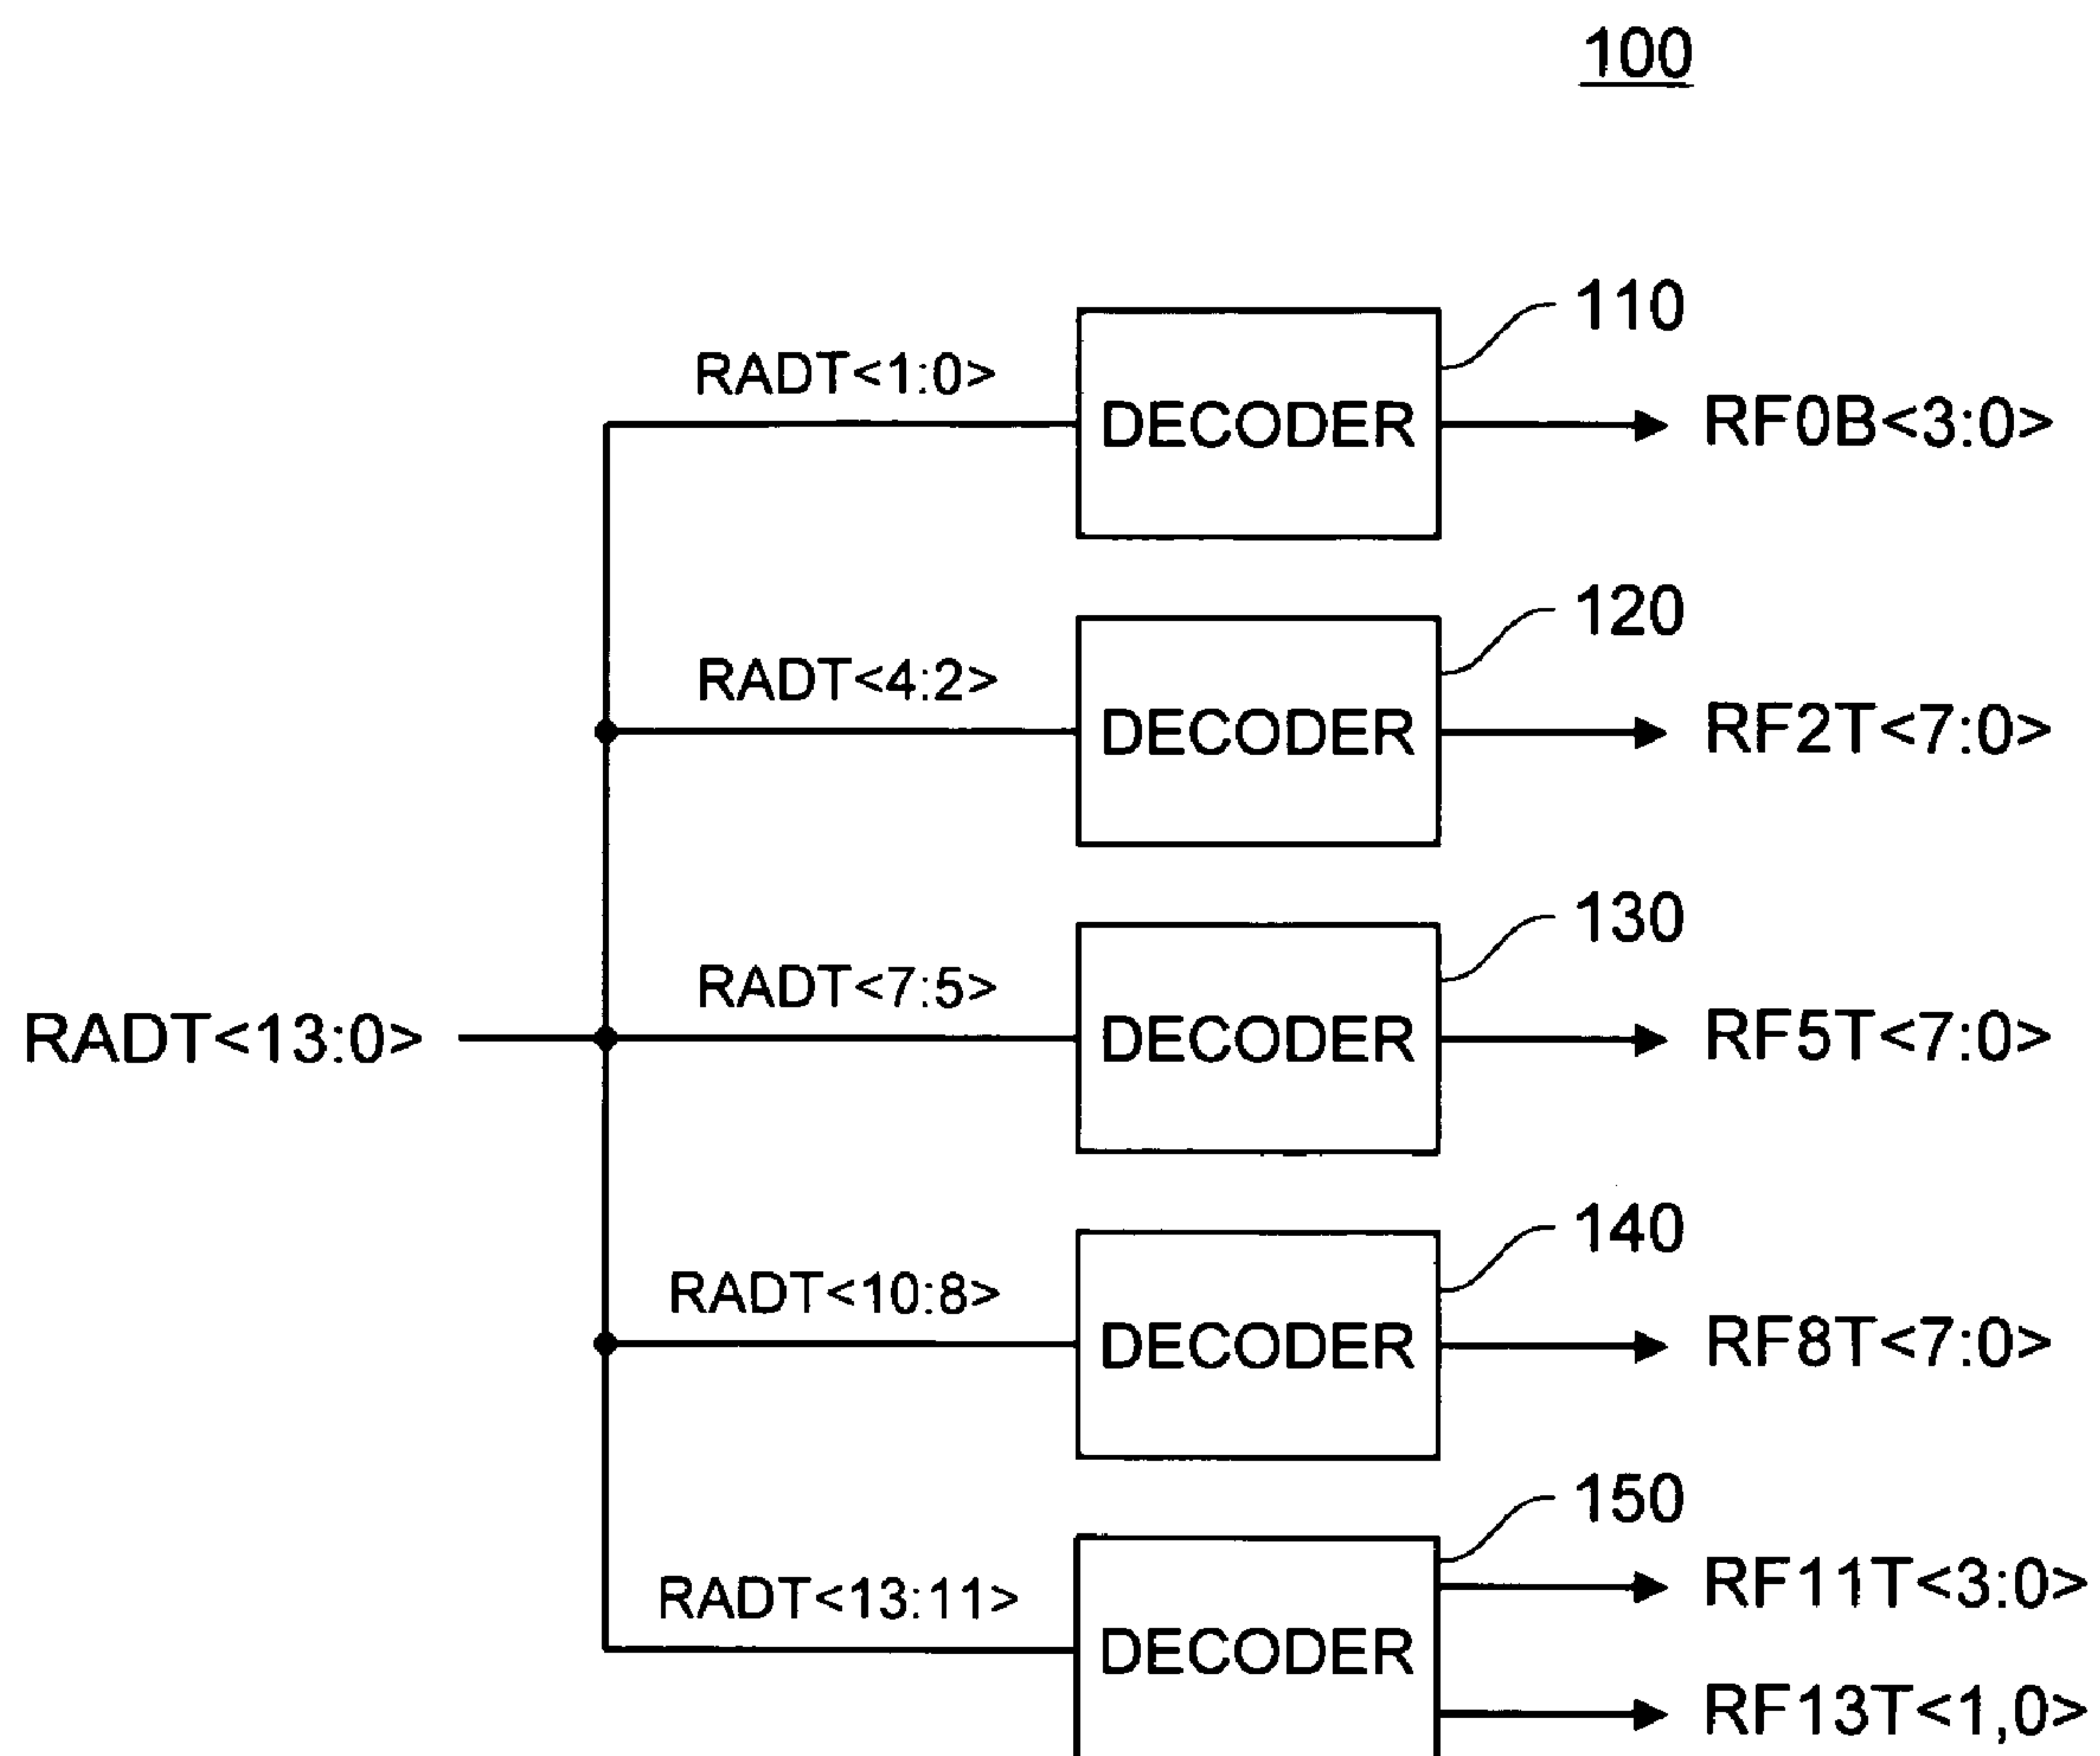 100
110
RADT<1:0>
DECODER
RF0B<3:0>
120
RADT<4:2>
DECODER
RF2T<7:0>
130
RADT<7:5>
RADT<13:0>
DECODER
RF5T<7:0>
140
RADT<10:8>
DECODER
RF8T<7:0>
150
RADT<13:11>
DECODER
RF11T<3:0>
RF13T<1,0>